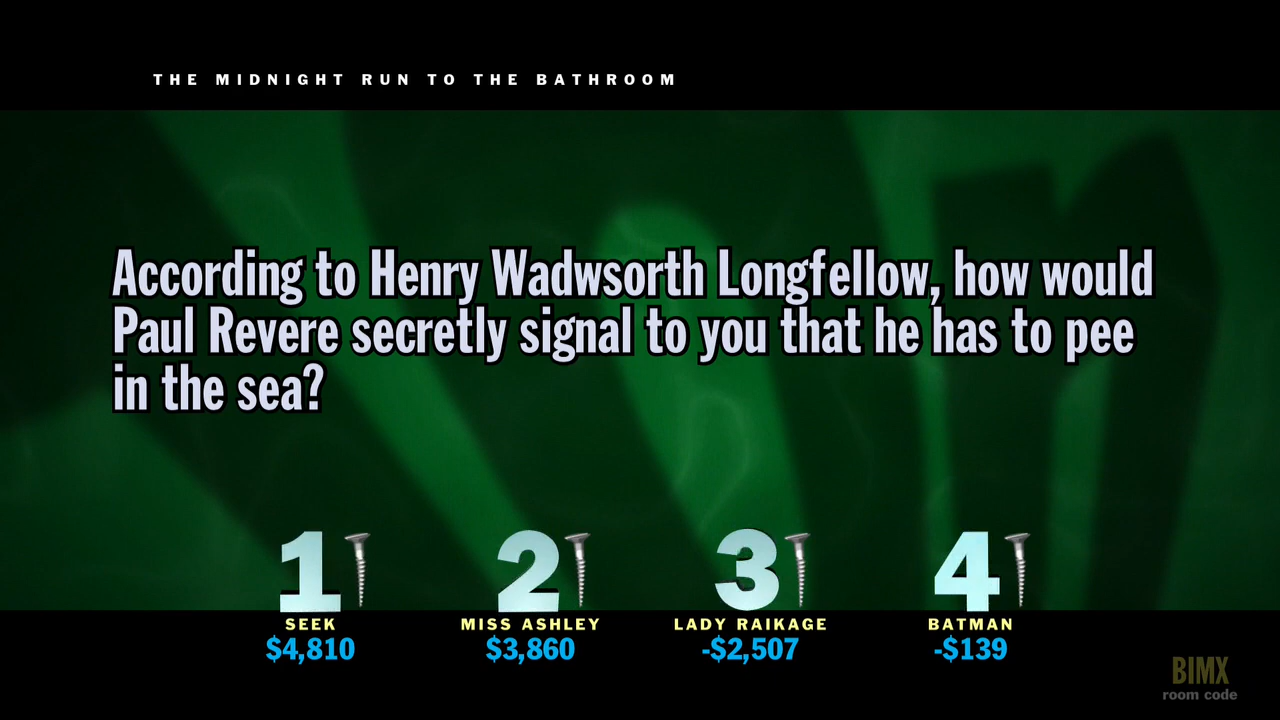 THE MIDNIGHT RUN TO THE BATHROOM
According to Henry Wadwsorth Longfellow, how would
Paul Revere secretly signal to you that he has to pee
in the sea?
1 2 3 4
SEEK MISS ASHLEY LADY RAIKAGE BATMAN
$4,810 $3,860 -$2,507 -$139
BIMX
room code